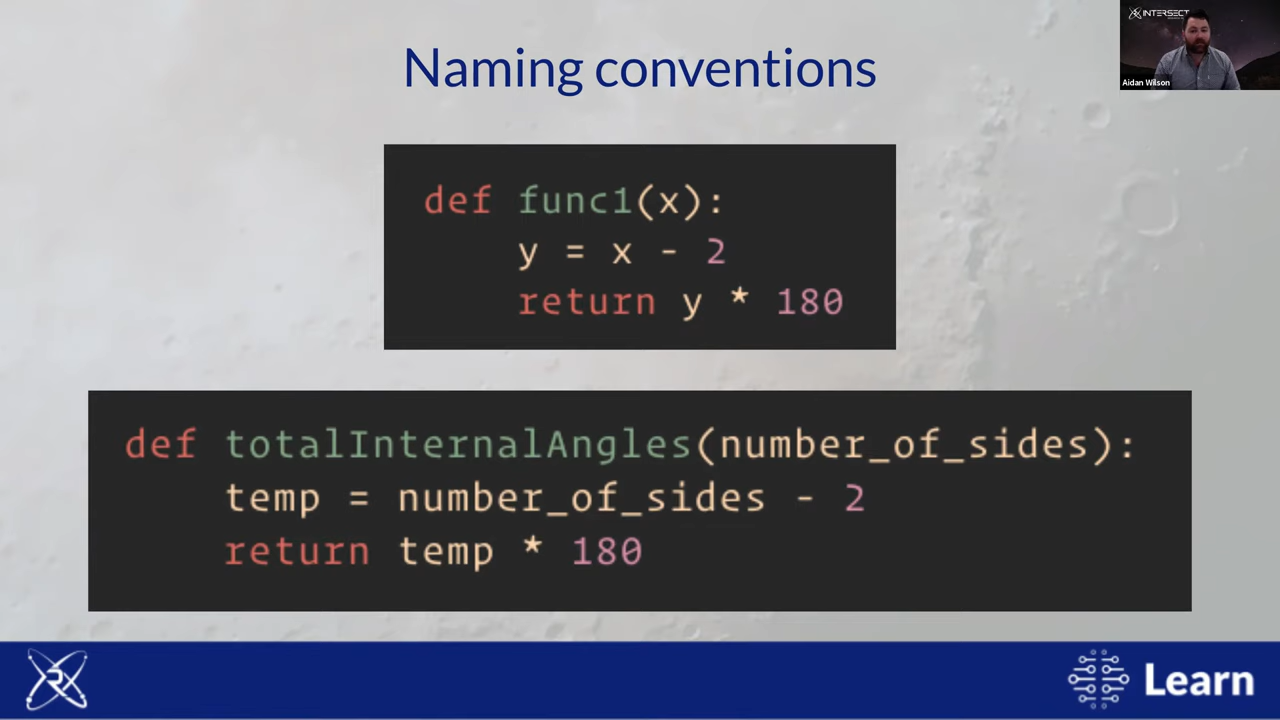 Naming conventions
INTERSECT
Aidan Wilson
def func1(x):
    y = x - 2
    return y * 180
def totalInternalAngles(number_of_sides):
    temp = number_of_sides - 2
    return temp * 180
Learn